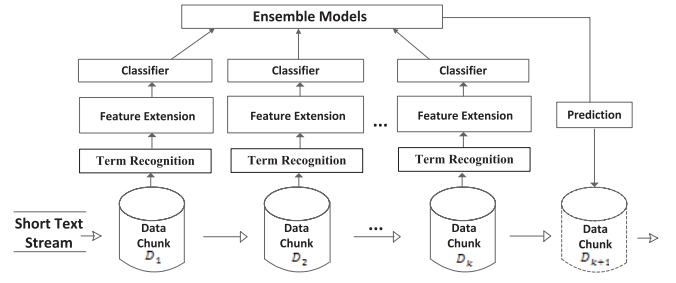 Ensemble Models
Classifier
Classifier
Classifier
Feature Extension
Feature Extension
...
Feature Extension
Prediction
Term Recognition
Term Recognition
Term Recognition
Short Text
Stream
Data
Chunk
D₁
Data
Chunk
D₂
...
Data
Chunk
Dₖ
Data
Chunk
Dₖ₊₁